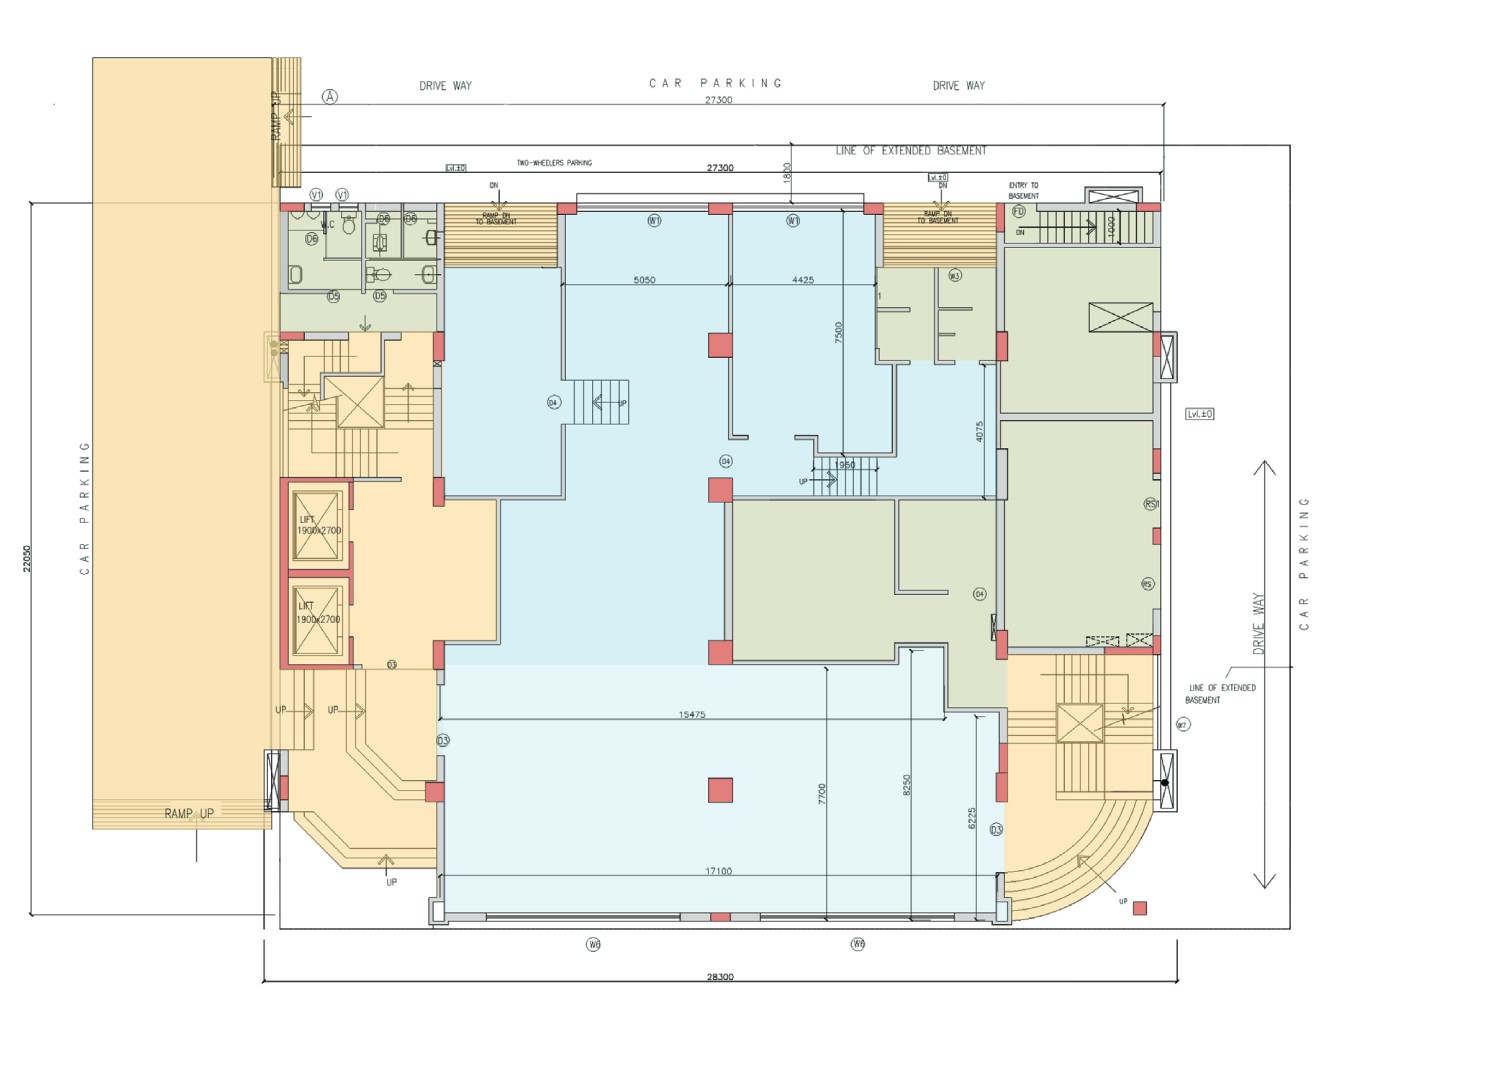 CAR PARKING
DRIVE WAY
DRIVE WAY
A
27300
RAMP UP
LINE OF EXTENDED BASEMENT
TWO-WHEELERS PARKING
Lvl.±0
27300
1800
Lvl.±0
DN
DN
ENTRY TO
BASEMENT
V1
V1
RAMP DN
TO BASEMENT
W1
W1
RAMP DN
TO BASEMENT
FD
DN
1000
W.C
D6
D6
D6
D5
D5
5050
4425
W3
1
7500
D4
UP
Lvl.±0
4075
CAR PARKING
D4
1950
UP
CAR PARKING
RS1
LIFT
1900x2700
22050
RS
D4
LIFT
1900x2700
DRIVE WAY
D3
LINE OF EXTENDED
BASEMENT
UP
UP
15475
W7
D3
7700
8250
6225
RAMP UP
D3
17100
UP
UP
W6
W6
28300